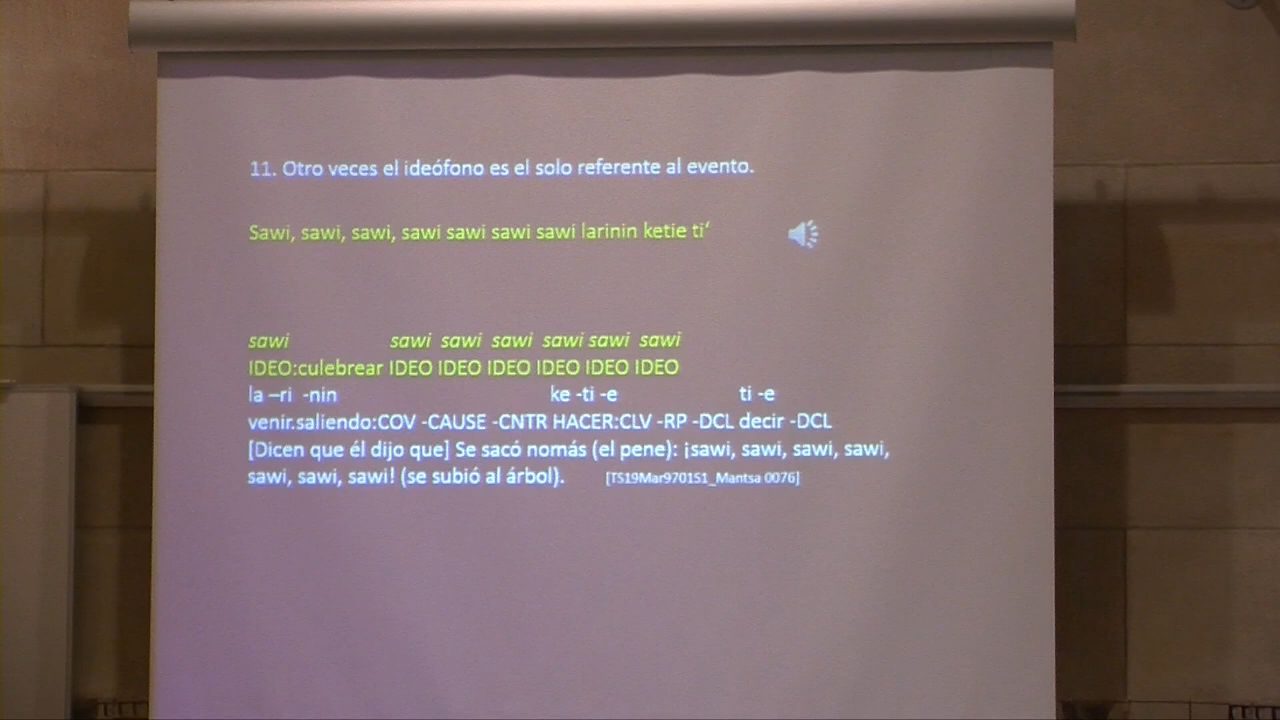 11. Otro veces el ideófono es el solo referente al evento.
Sawi, sawi, sawi, sawi sawi sawi sawi larinin ketie ti‘
sawi sawi sawi sawi sawi sawi sawi
IDEO:culebrear IDEO IDEO IDEO IDEO IDEO IDEO
la –ri -nin ke -ti -e ti -e
venir.saliendo:COV -CAUSE -CNTR HACER:CLV -RP -DCL decir -DCL
[Dicen que él dijo que] Se sacó nomás (el pene): ¡sawi, sawi, sawi, sawi,
sawi, sawi, sawi! (se subió al árbol). [TS19Mar9701S1_Mantsa 0076]